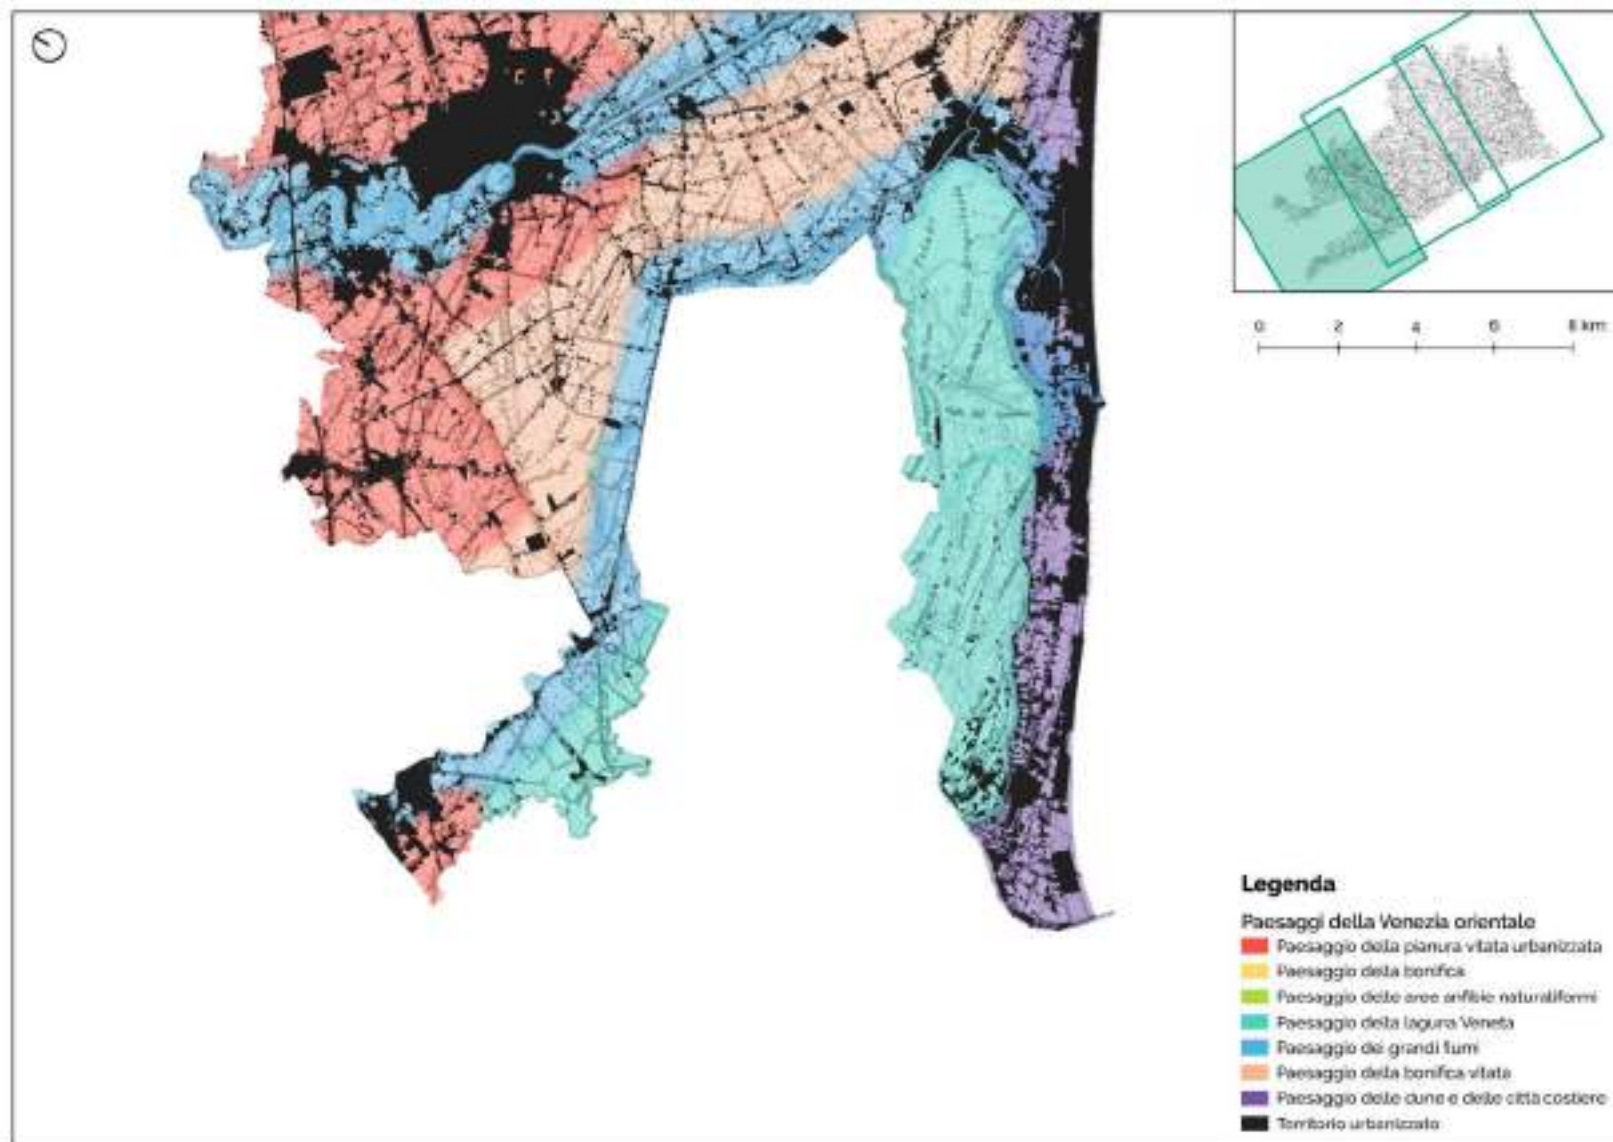 0 2 4 6 8 km
Legenda
Paesaggi della Venezia orientale
Paesaggio della pianura vitata urbanizzata
Paesaggio della bonifica
Paesaggio delle aree anfibie naturaliformi
Paesaggio della laguna Veneta
Paesaggio dei grandi fiumi
Paesaggio della bonifica vitata
Paesaggio delle dune e delle città costiere
Territorio urbanizzato